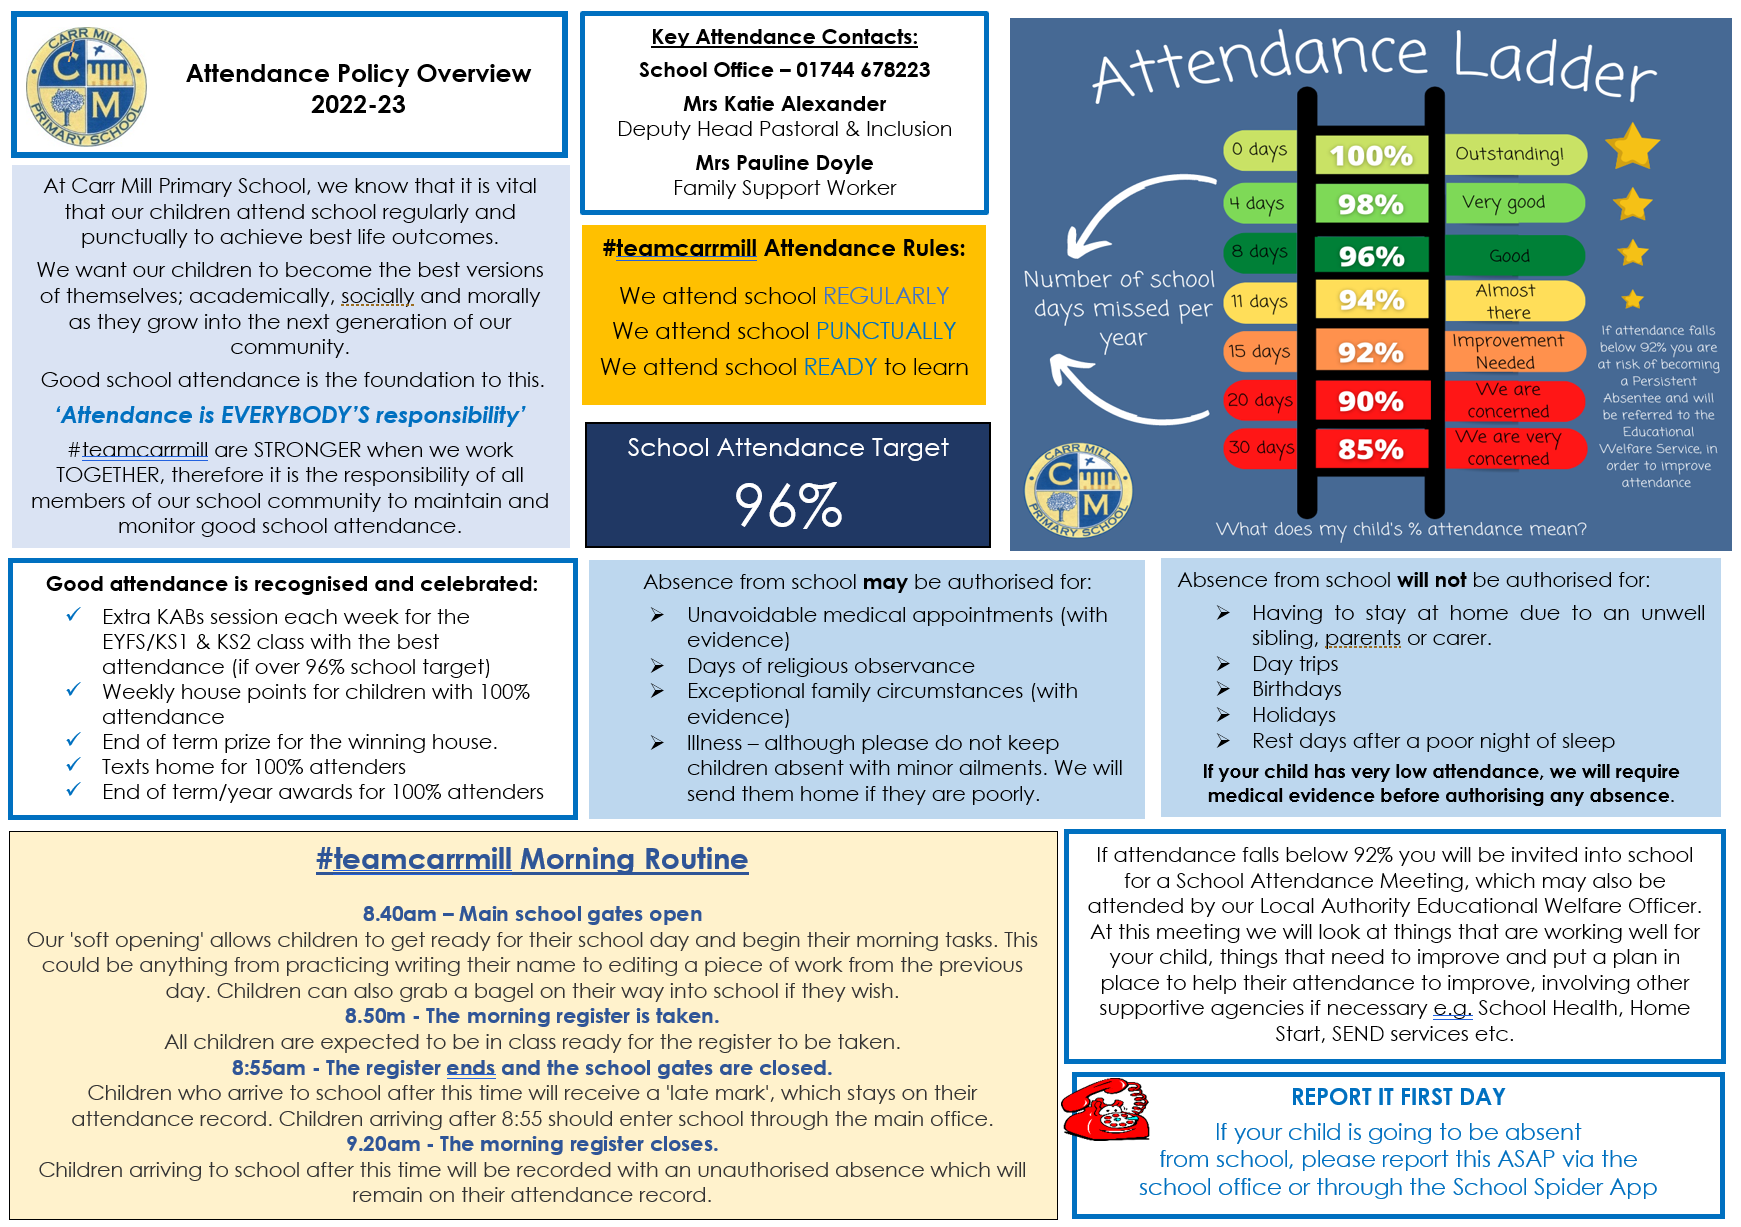 CARR MILL
C
M
PRIMARY SCHOOL
Attendance Policy Overview
2022-23
At Carr Mill Primary School, we know that it is vital
that our children attend school regularly and
punctually to achieve best life outcomes.
We want our children to become the best versions
of themselves; academically, socially and morally
as they grow into the next generation of our
community.
Good school attendance is the foundation to this.
‘Attendance is EVERYBODY’S responsibility’
#teamcarrmill are STRONGER when we work
TOGETHER, therefore it is the responsibility of all
members of our school community to maintain and
monitor good school attendance.
Key Attendance Contacts:
School Office – 01744 678223
Mrs Katie Alexander
Deputy Head Pastoral & Inclusion
Mrs Pauline Doyle
Family Support Worker
#teamcarrmill Attendance Rules:
We attend school REGULARLY
We attend school PUNCTUALLY
We attend school READY to learn
School Attendance Target
96%
Attendance Ladder
0 days 100% Outstanding!
4 days 98% Very good
8 days 96% Good
11 days 94% Almost there
15 days 92% Improvement Needed
20 days 90% We are concerned
30 days 85% We are very concerned
Number of school
days missed per
year
If attendance falls
below 92% you are
at risk of becoming
a Persistent
Absentee and will
be referred to the
Educational
Welfare Service, in
order to improve
attendance
CARR MILL
C
M
PRIMARY SCHOOL
What does my child's % attendance mean?
Good attendance is recognised and celebrated:
✓ Extra KABs session each week for the
EYFS/KS1 & KS2 class with the best
attendance (if over 96% school target)
✓ Weekly house points for children with 100%
attendance
✓ End of term prize for the winning house.
✓ Texts home for 100% attenders
✓ End of term/year awards for 100% attenders
Absence from school may be authorised for:
➢ Unavoidable medical appointments (with
evidence)
➢ Days of religious observance
➢ Exceptional family circumstances (with
evidence)
➢ Illness – although please do not keep
children absent with minor ailments. We will
send them home if they are poorly.
Absence from school will not be authorised for:
➢ Having to stay at home due to an unwell
sibling, parents or carer.
➢ Day trips
➢ Birthdays
➢ Holidays
➢ Rest days after a poor night of sleep
If your child has very low attendance, we will require
medical evidence before authorising any absence.
#teamcarrmill Morning Routine
8.40am – Main school gates open
Our 'soft opening' allows children to get ready for their school day and begin their morning tasks. This
could be anything from practicing writing their name to editing a piece of work from the previous
day. Children can also grab a bagel on their way into school if they wish.
8.50m - The morning register is taken.
All children are expected to be in class ready for the register to be taken.
8:55am - The register ends and the school gates are closed.
Children who arrive to school after this time will receive a 'late mark', which stays on their
attendance record. Children arriving after 8:55 should enter school through the main office.
9.20am - The morning register closes.
Children arriving to school after this time will be recorded with an unauthorised absence which will
remain on their attendance record.
If attendance falls below 92% you will be invited into school
for a School Attendance Meeting, which may also be
attended by our Local Authority Educational Welfare Officer.
At this meeting we will look at things that are working well for
your child, things that need to improve and put a plan in
place to help their attendance to improve, involving other
supportive agencies if necessary e.g. School Health, Home
Start, SEND services etc.
REPORT IT FIRST DAY
If your child is going to be absent
from school, please report this ASAP via the
school office or through the School Spider App